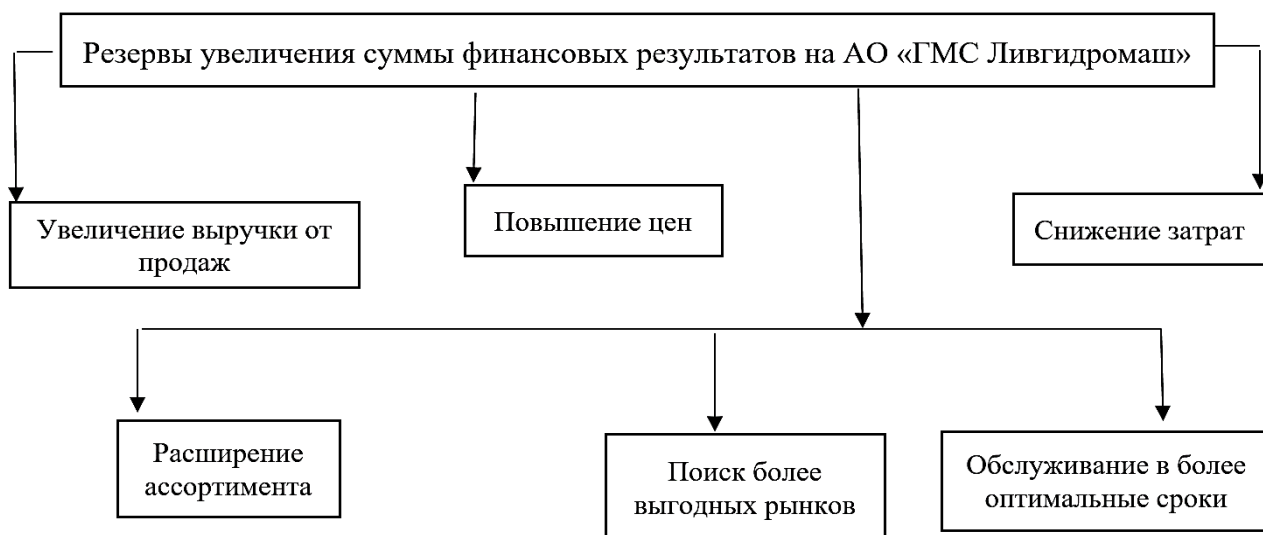 Резервы увеличения суммы финансовых результатов на АО «ГМС Ливгидромаш»
Увеличение выручки от
продаж
Повышение цен
Снижение затрат
Расширение
ассортимента
Поиск более
выгодных рынков
Обслуживание в более
оптимальные сроки